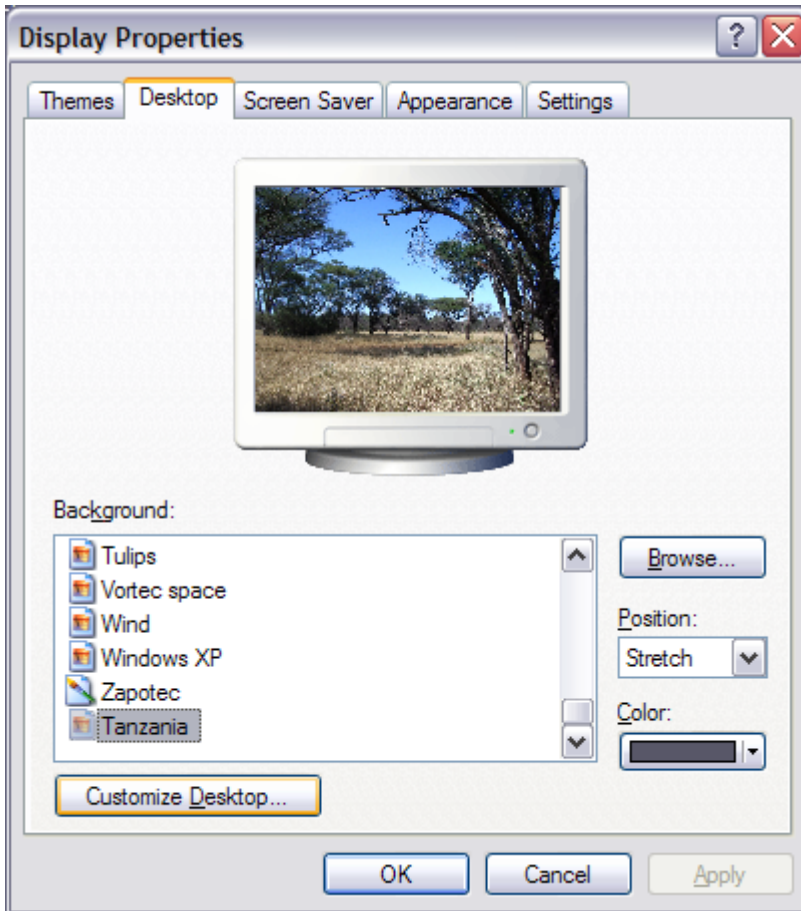 Display Properties
Themes Desktop Screen Saver Appearance Settings
Background:
Tulips
Vortec space
Wind
Windows XP
Zapotec
Tanzania
Browse...
Position:
Stretch
Color:
Customize Desktop...
OK Cancel Apply